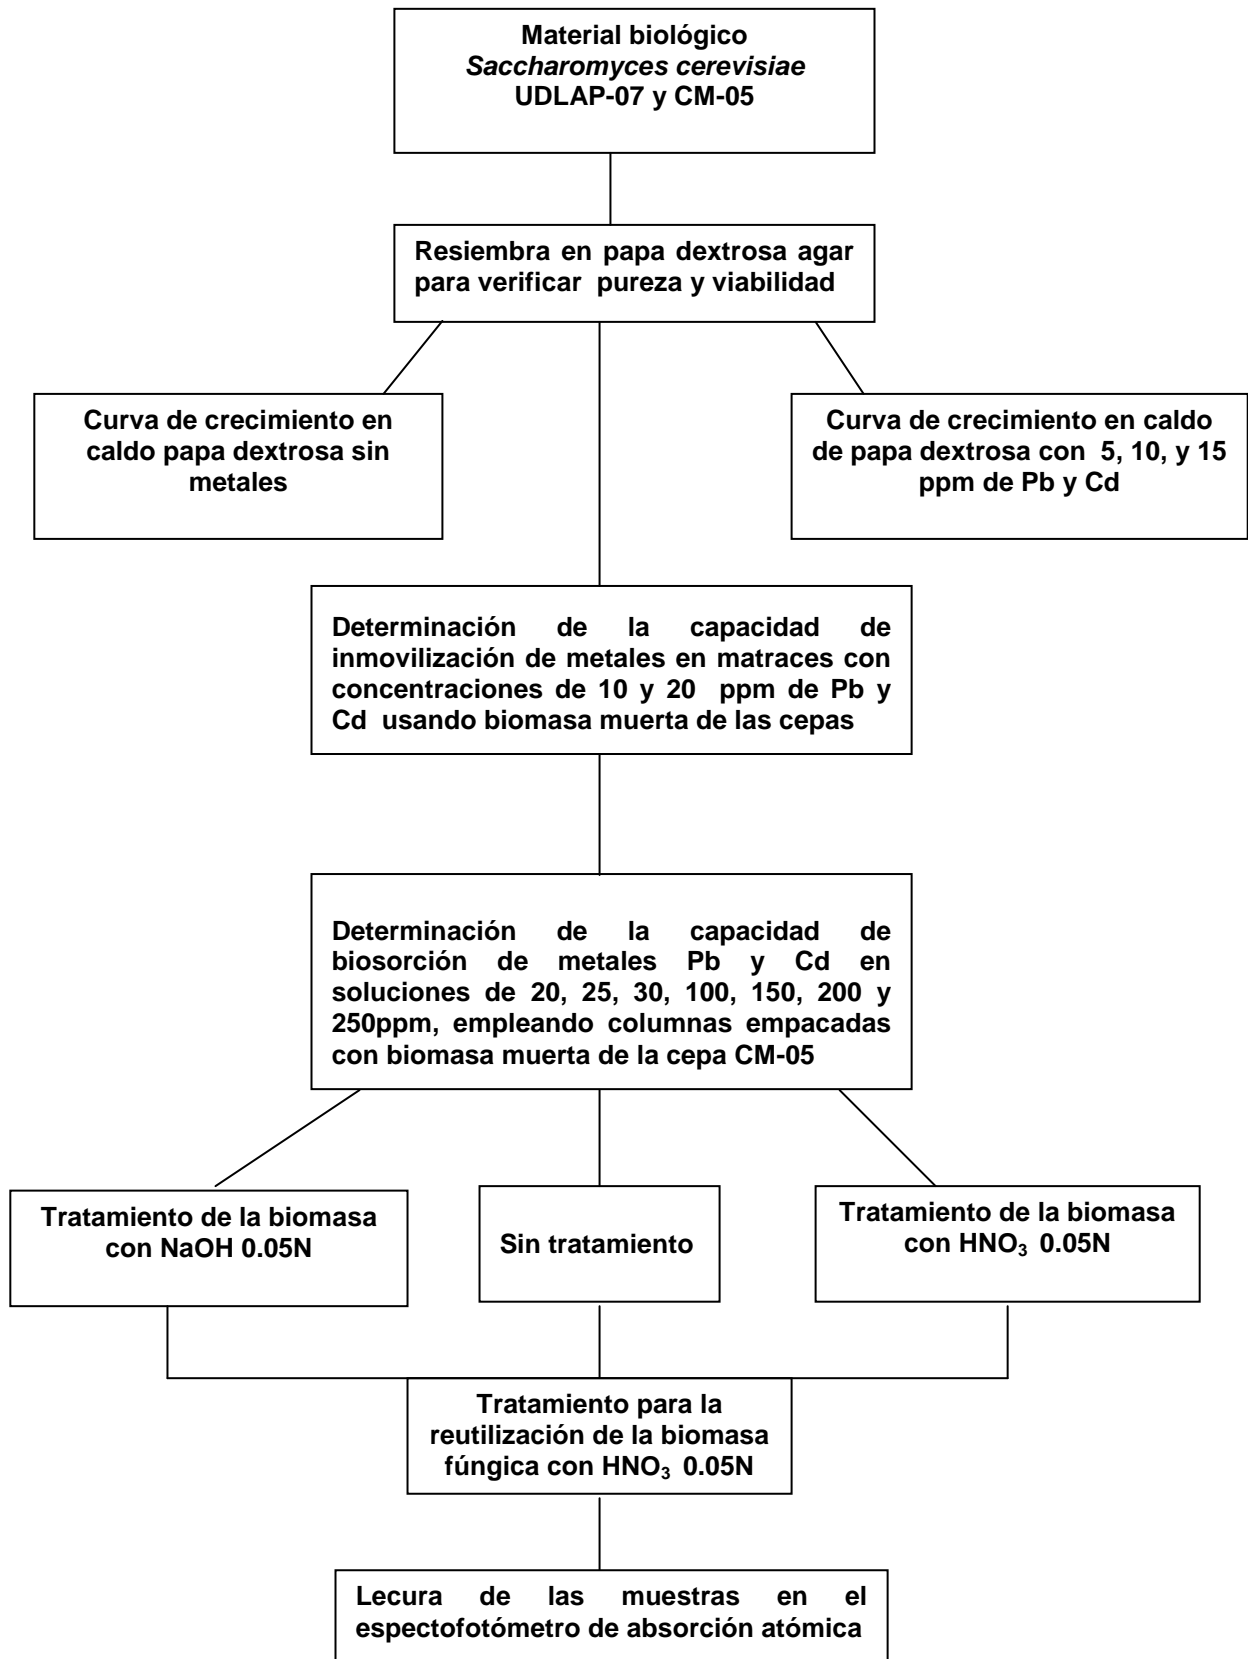 Material biológico
Saccharomyces cerevisiae
UDLAP-07 y CM-05
Resiembra en papa dextrosa agar
para verificar pureza y viabilidad
Curva de crecimiento en
caldo papa dextrosa sin
metales
Curva de crecimiento en caldo
de papa dextrosa con 5, 10, y 15
ppm de Pb y Cd
Determinación de la capacidad de
inmovilización de metales en matraces con
concentraciones de 10 y 20 ppm de Pb y
Cd usando biomasa muerta de las cepas
Determinación de la capacidad de
biosorción de metales Pb y Cd en
soluciones de 20, 25, 30, 100, 150, 200 y
250ppm, empleando columnas empacadas
con biomasa muerta de la cepa CM-05
Tratamiento de la biomasa
con NaOH 0.05N
Sin tratamiento
Tratamiento de la biomasa
con HNO₃ 0.05N
Tratamiento para la
reutilización de la biomasa
fúngica con HNO₃ 0.05N
Lecura de las muestras en el
espectofotómetro de absorción atómica